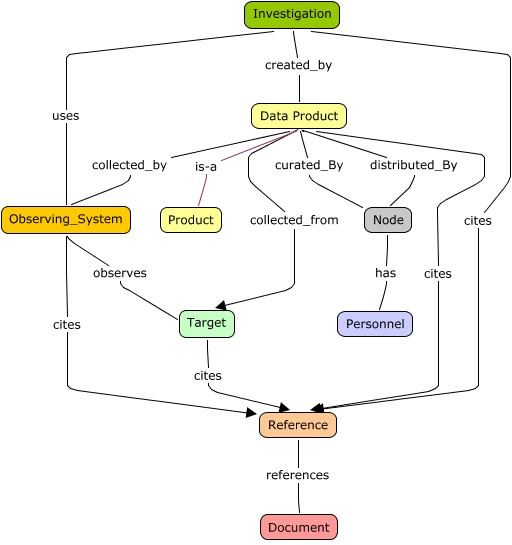 Investigation
created_by
uses
Data Product
collected_by
is-a
curated_By
distributed_By
Observing_System
Product
collected_from
Node
cites
observes
has
cites
cites
Target
Personnel
cites
Reference
references
Document